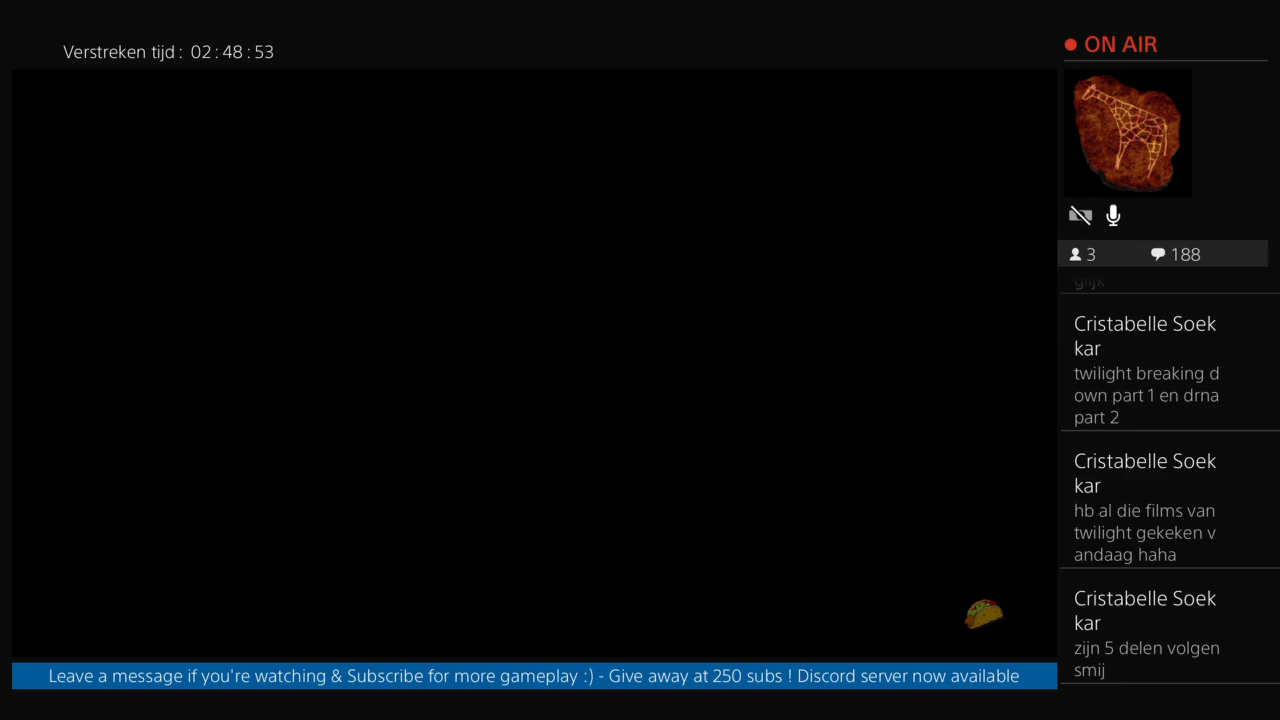 Verstreken tijd : 02 : 48 : 53
ON AIR
3 188
glijk
Cristabelle Soek
kar
twilight breaking d
own part 1 en drna
part 2
Cristabelle Soek
kar
hb al die films van
twilight gekeken v
andaag haha
Cristabelle Soek
kar
zijn 5 delen volgen
smij
Leave a message if you're watching & Subscribe for more gameplay :) - Give away at 250 subs ! Discord server now available